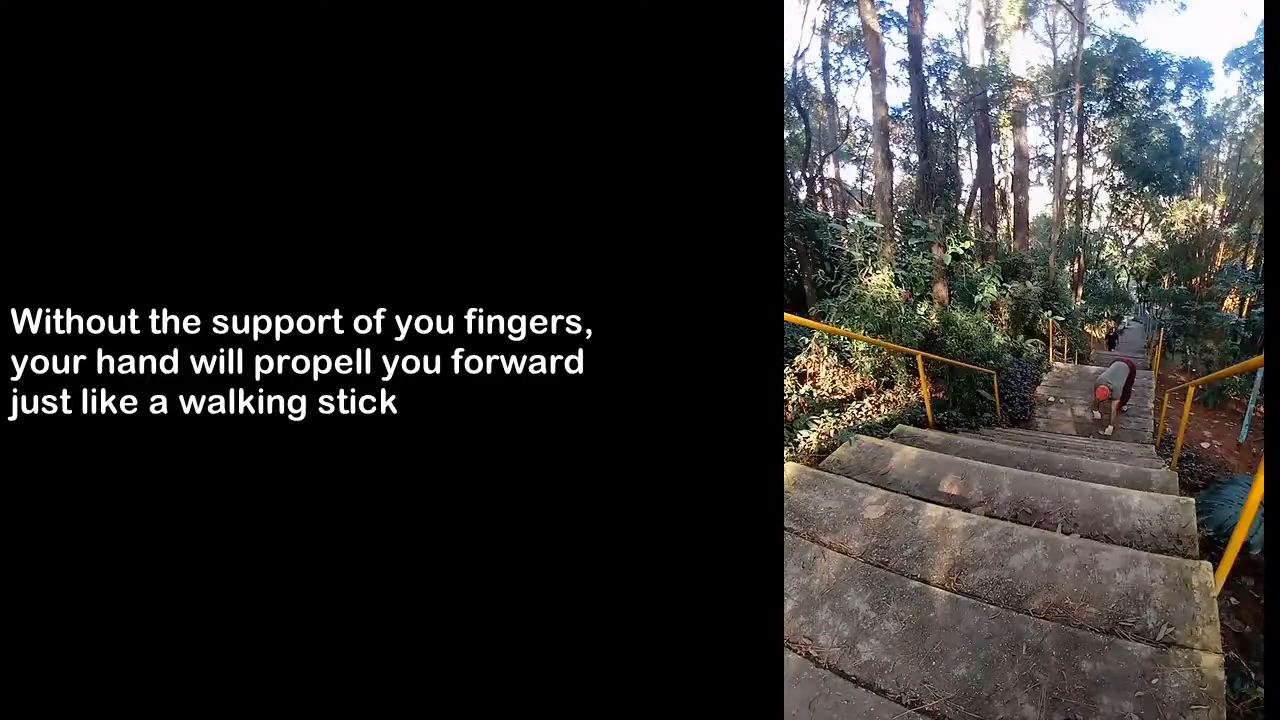 Without the support of you fingers,
your hand will propell you forward
just like a walking stick